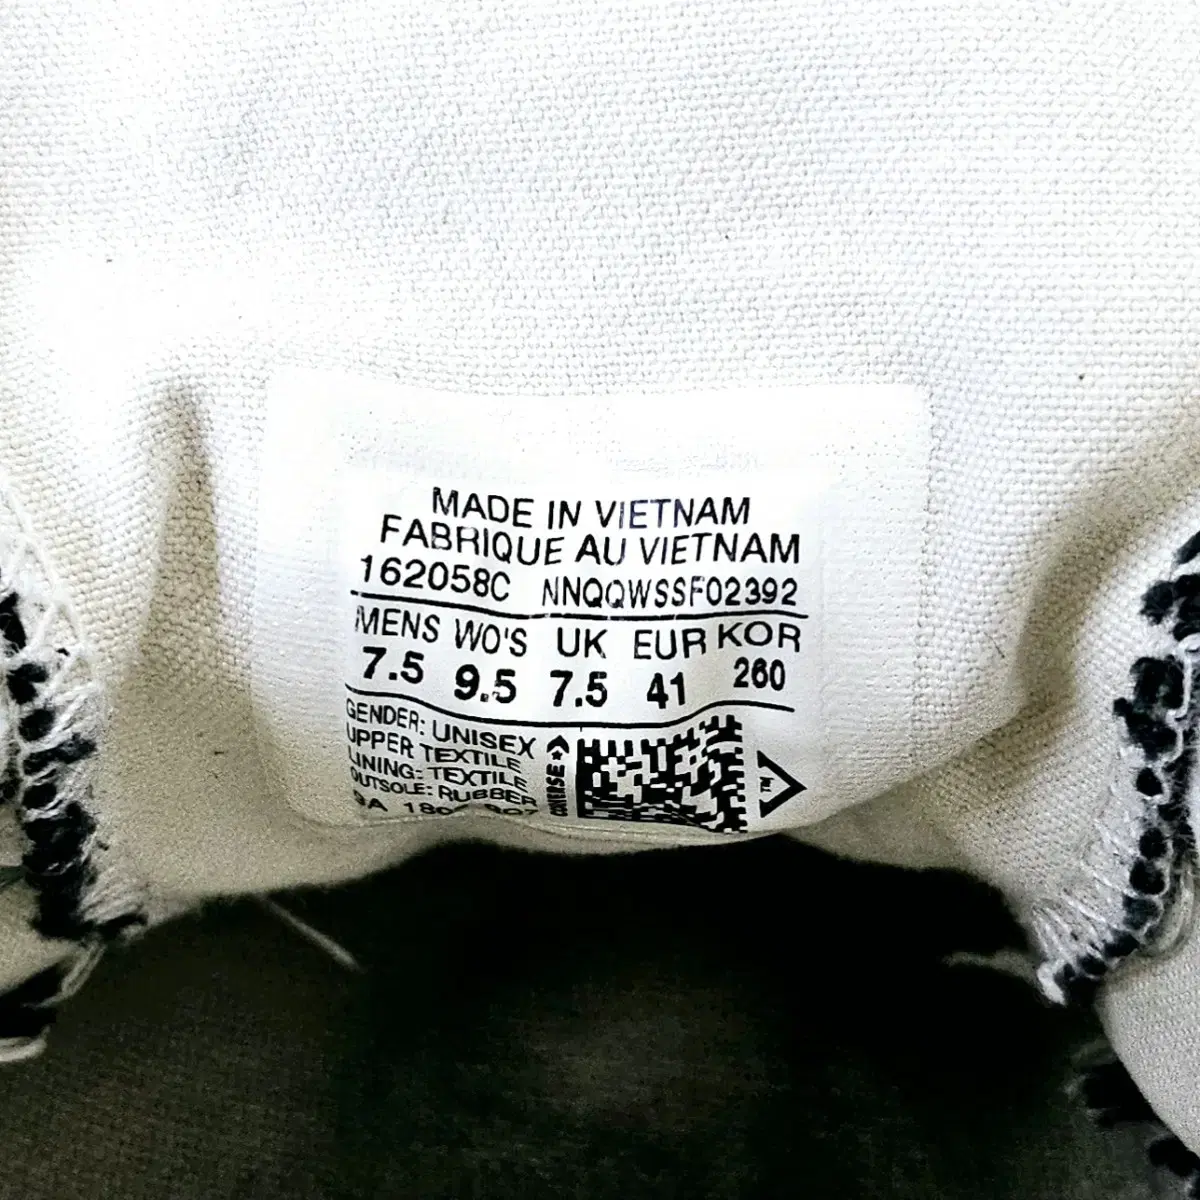 MADE IN VIETNAM
FABRIQUE AU VIETNAM
162058C NNQQWSSF02392
MENS WO'S UK EUR KOR
7.5 9.5 7.5 41 260
GENDER: UNISEX
UPPER TEXTILE
LINING: TEXTILE
OUTSOLE: RUBBER
CONVERSE
TM